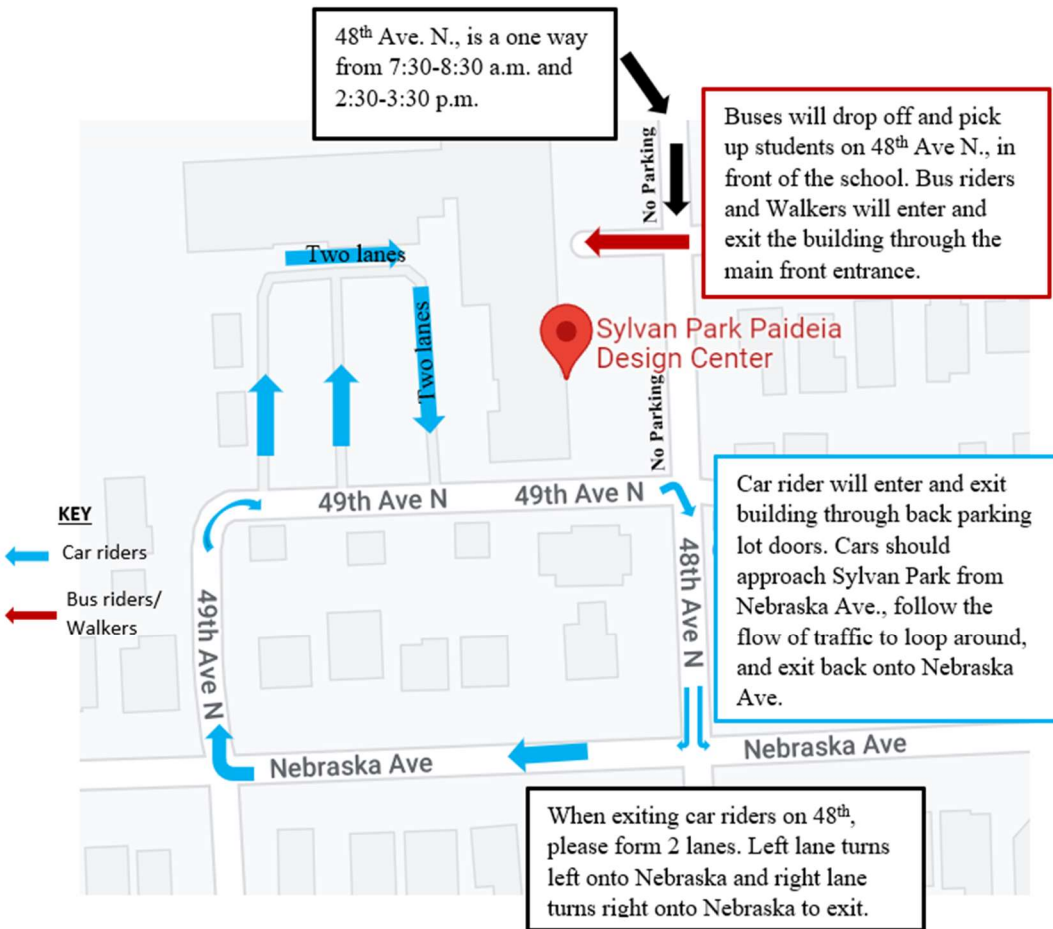 48th Ave. N., is a one way
from 7:30-8:30 a.m. and
2:30-3:30 p.m.
No Parking
Buses will drop off and pick
up students on 48th Ave N., in
front of the school. Bus riders
and Walkers will enter and
exit the building through the
main front entrance.
Two lanes
Two lanes
Sylvan Park Paideia
Design Center
No Parking
49th Ave N
49th Ave N
Car rider will enter and exit
building through back parking
lot doors. Cars should
approach Sylvan Park from
Nebraska Ave., follow the
flow of traffic to loop around,
and exit back onto Nebraska
Ave.
KEY
Car riders
Bus riders/
Walkers
49th Ave N
48th Ave N
Nebraska Ave
Nebraska Ave
When exiting car riders on 48th,
please form 2 lanes. Left lane turns
left onto Nebraska and right lane
turns right onto Nebraska to exit.